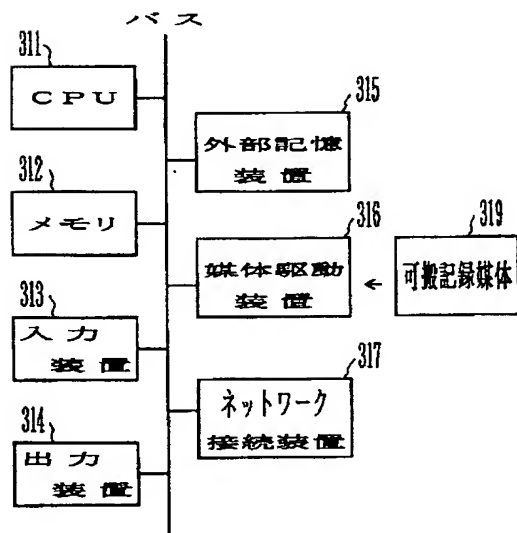 バス
311
CPU
312
メモリ
313
入力
装置
314
出力
装置
315
外部記憶
装置
316
媒体駆動
装置
319
可搬記録媒体
317
ネットワーク
接続装置